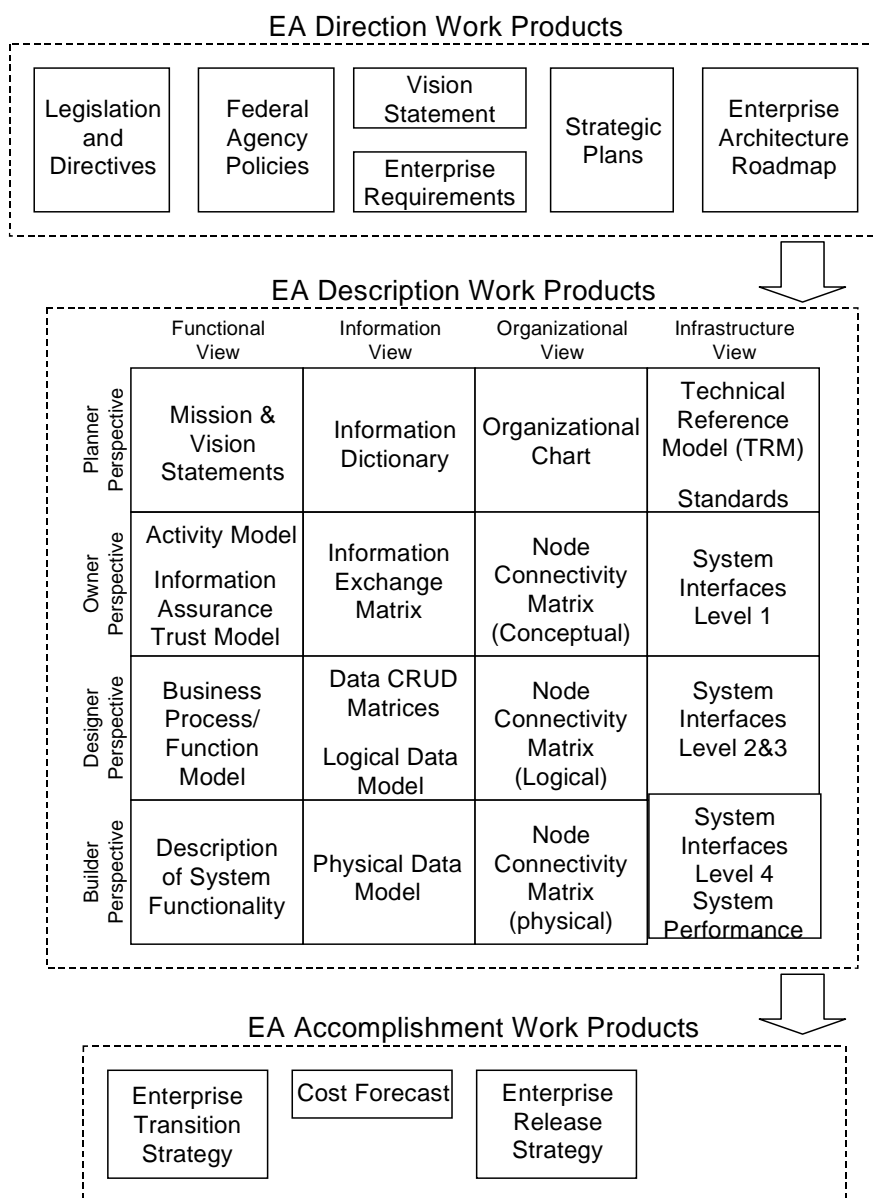 EA Direction Work Products
Legislation
and
Directives
Federal
Agency
Policies
Vision
Statement
Enterprise
Requirements
Strategic
Plans
Enterprise
Architecture
Roadmap
EA Description Work Products
Functional
View
Information
View
Organizational
View
Infrastructure
View
Planner
Perspective
Mission &
Vision
Statements
Information
Dictionary
Organizational
Chart
Technical
Reference
Model (TRM)
Standards
Owner
Perspective
Activity Model
Information
Assurance
Trust Model
Information
Exchange
Matrix
Node
Connectivity
Matrix
(Conceptual)
System
Interfaces
Level 1
Designer
Perspective
Business
Process/
Function
Model
Data CRUD
Matrices
Logical Data
Model
Node
Connectivity
Matrix
(Logical)
System
Interfaces
Level 2&3
Builder
Perspective
Description
of System
Functionality
Physical Data
Model
Node
Connectivity
Matrix
(physical)
System
Interfaces
Level 4
System
Performance
EA Accomplishment Work Products
Enterprise
Transition
Strategy
Cost Forecast
Enterprise
Release
Strategy